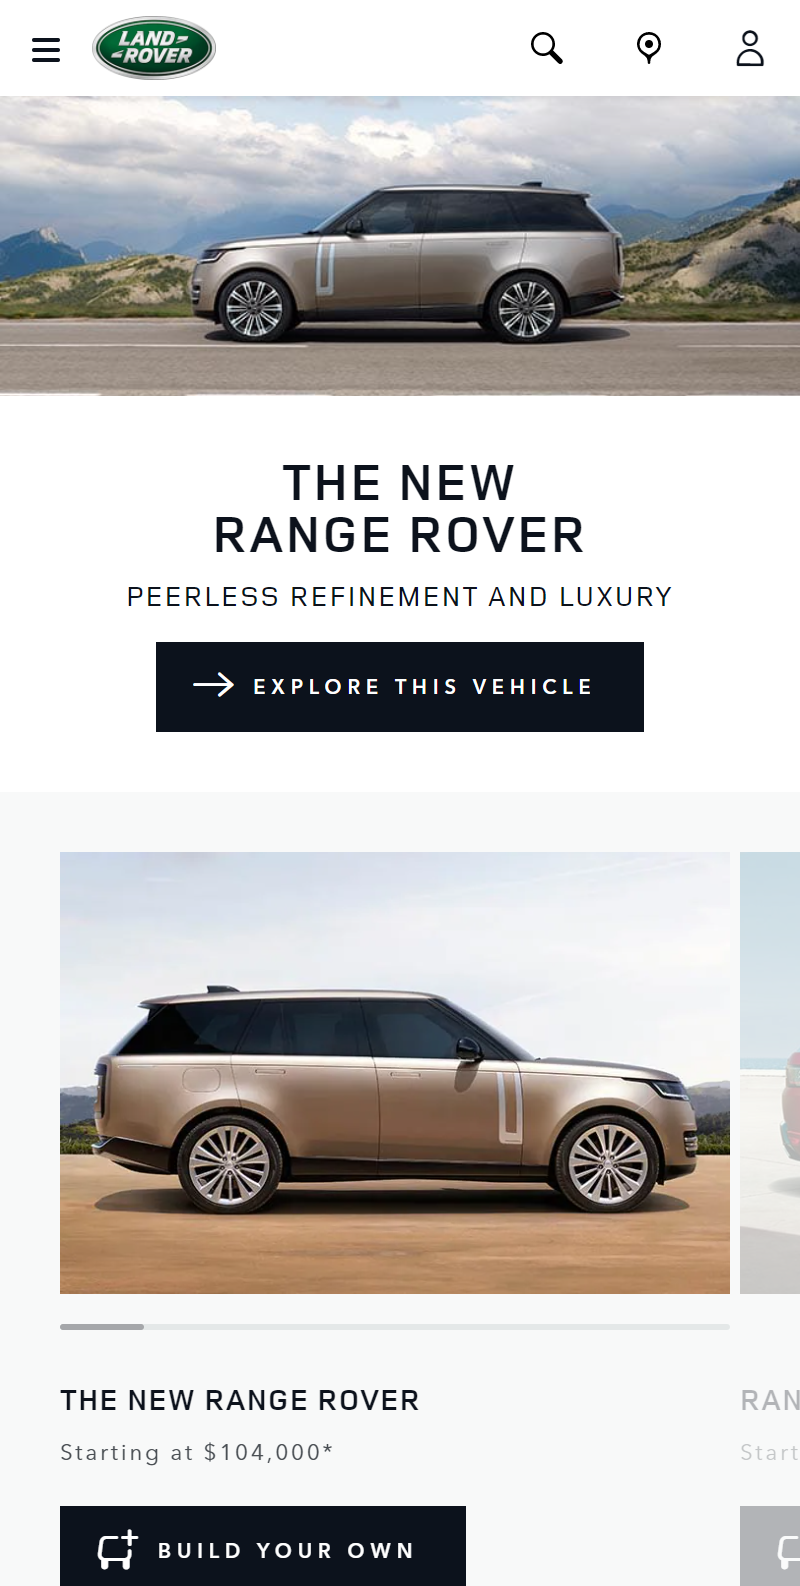 LAND
ROVER
THE NEW
RANGE ROVER
PEERLESS REFINEMENT AND LUXURY
EXPLORE THIS VEHICLE
THE NEW RANGE ROVER
RAN
Starting at $104,000*
Start
BUILD YOUR OWN